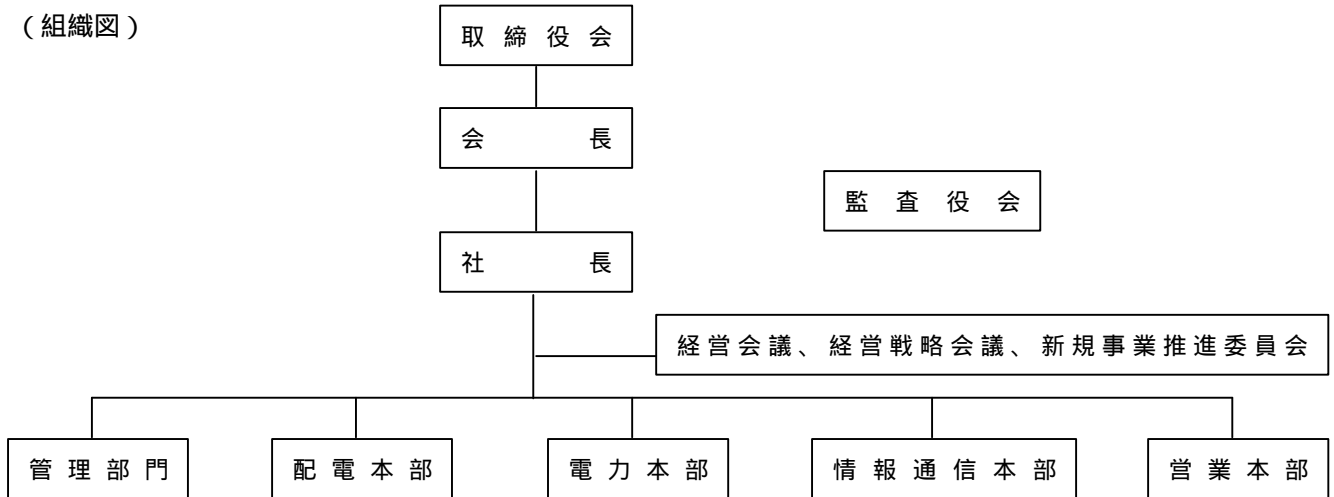 （組織図）
取締役会
会長
監査役会
社長
経営会議、経営戦略会議、新規事業推進委員会
管理部門
配電本部
電力本部
情報通信本部
営業本部